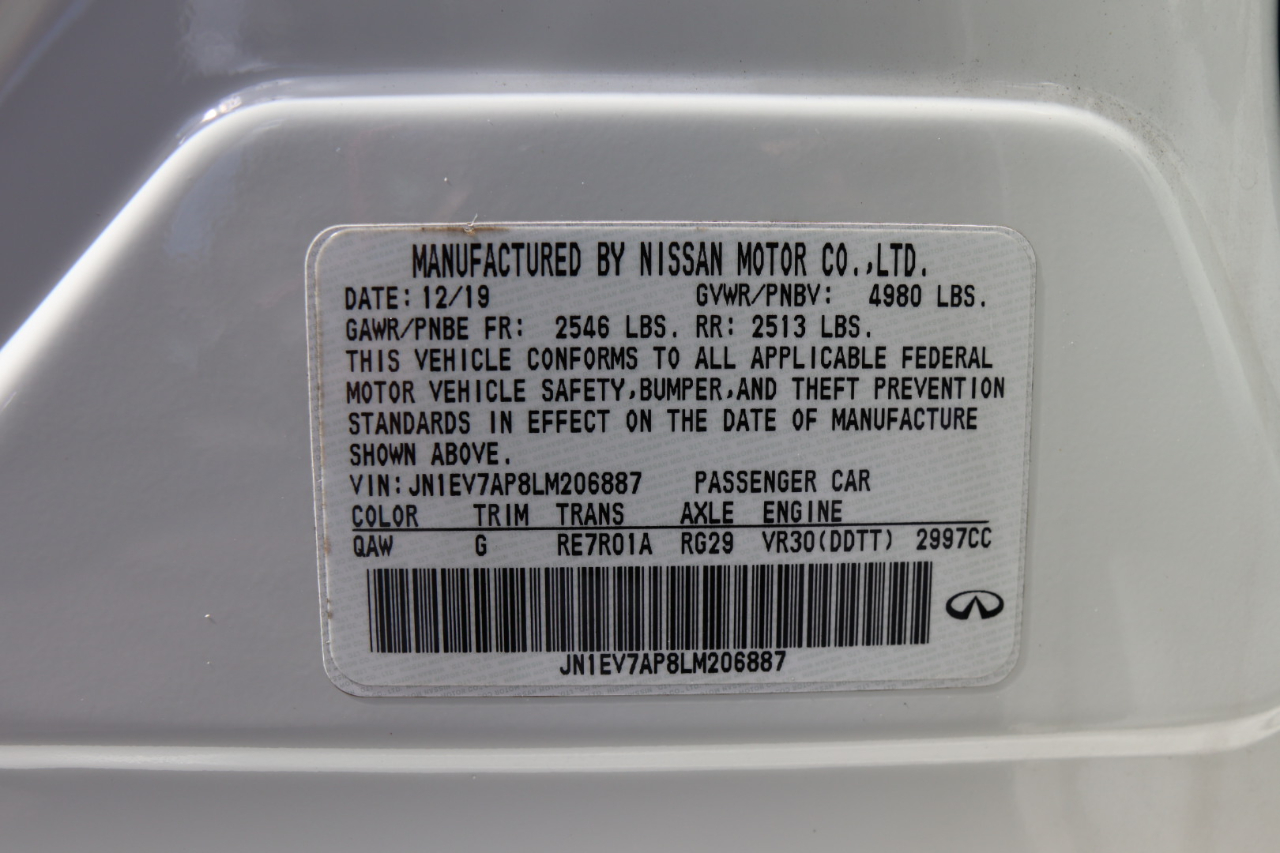 MANUFACTURED BY NISSAN MOTOR CO.,LTD.
DATE: 12/19 GVWR/PNBV: 4980 LBS.
GAWR/PNBE FR: 2546 LBS. RR: 2513 LBS.
THIS VEHICLE CONFORMS TO ALL APPLICABLE FEDERAL
MOTOR VEHICLE SAFETY,BUMPER,AND THEFT PREVENTION
STANDARDS IN EFFECT ON THE DATE OF MANUFACTURE
SHOWN ABOVE.
VIN: JN1EV7AP8LM206887 PASSENGER CAR
COLOR TRIM TRANS AXLE ENGINE
QAW G RE7R01A RG29 VR30(DDTT) 2997CC
JN1EV7AP8LM206887